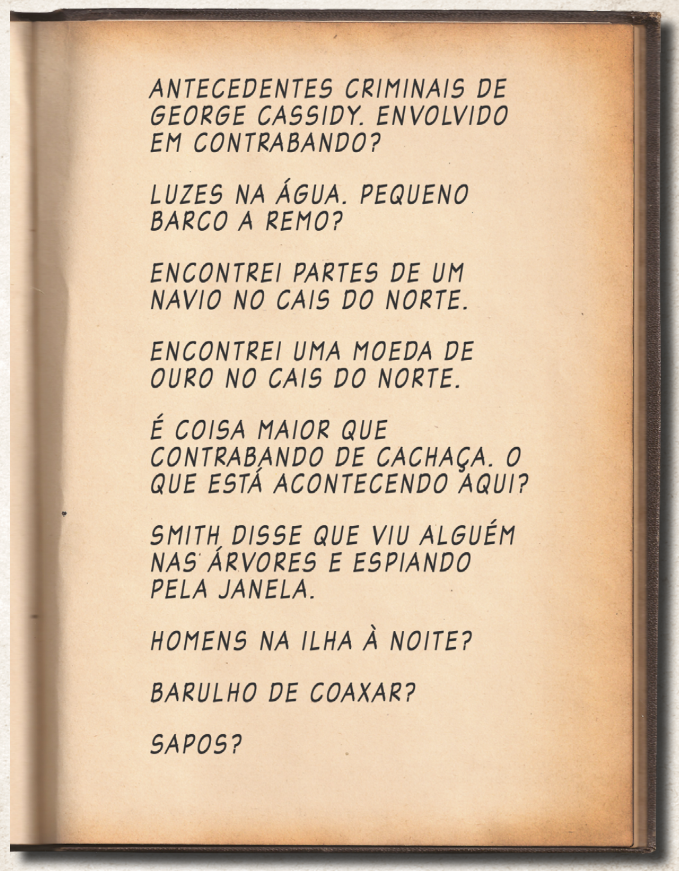 ANTECEDENTES CRIMINAIS DE
GEORGE CASSIDY. ENVOLVIDO
EM CONTRABANDO?
LUZES NA ÁGUA. PEQUENO
BARCO A REMO?
ENCONTREI PARTES DE UM
NAVIO NO CAIS DO NORTE.
ENCONTREI UMA MOEDA DE
OURO NO CAIS DO NORTE.
É COISA MAIOR QUE
CONTRABANDO DE CACHAÇA. O
QUE ESTÁ ACONTECENDO AQUI?
SMITH DISSE QUE VIU ALGUÉM
NAS ÁRVORES E ESPIANDO
PELA JANELA.
HOMENS NA ILHA À NOITE?
BARULHO DE COAXAR?
SAPOS?